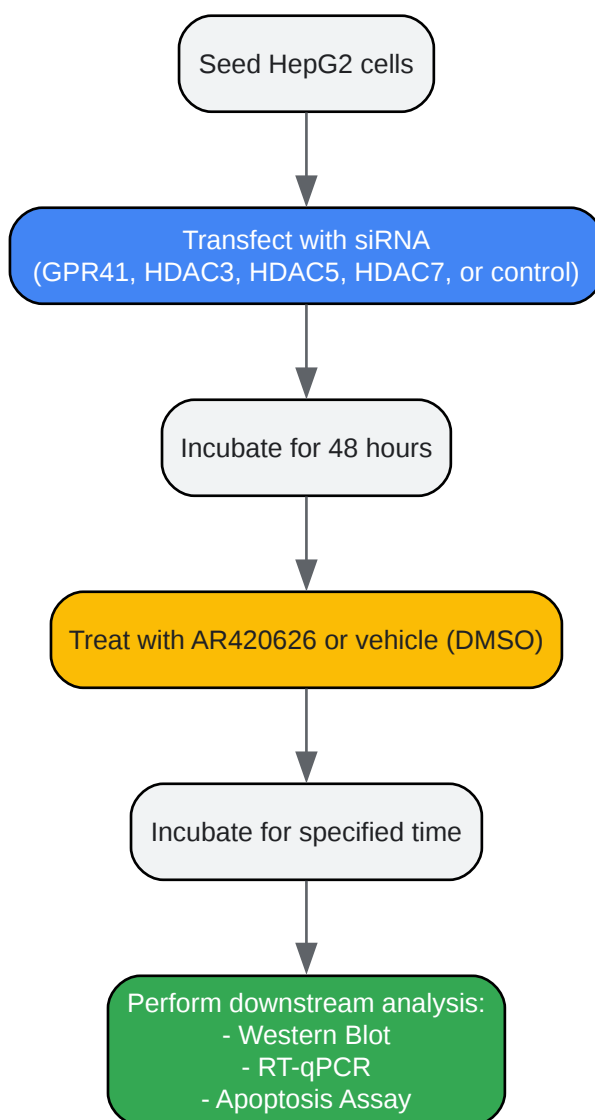 Seed HepG2 cells
Transfect with siRNA
(GPR41, HDAC3, HDAC5, HDAC7, or control)
Incubate for 48 hours
Treat with AR420626 or vehicle (DMSO)
Incubate for specified time
Perform downstream analysis:
- Western Blot
- RT-qPCR
- Apoptosis Assay